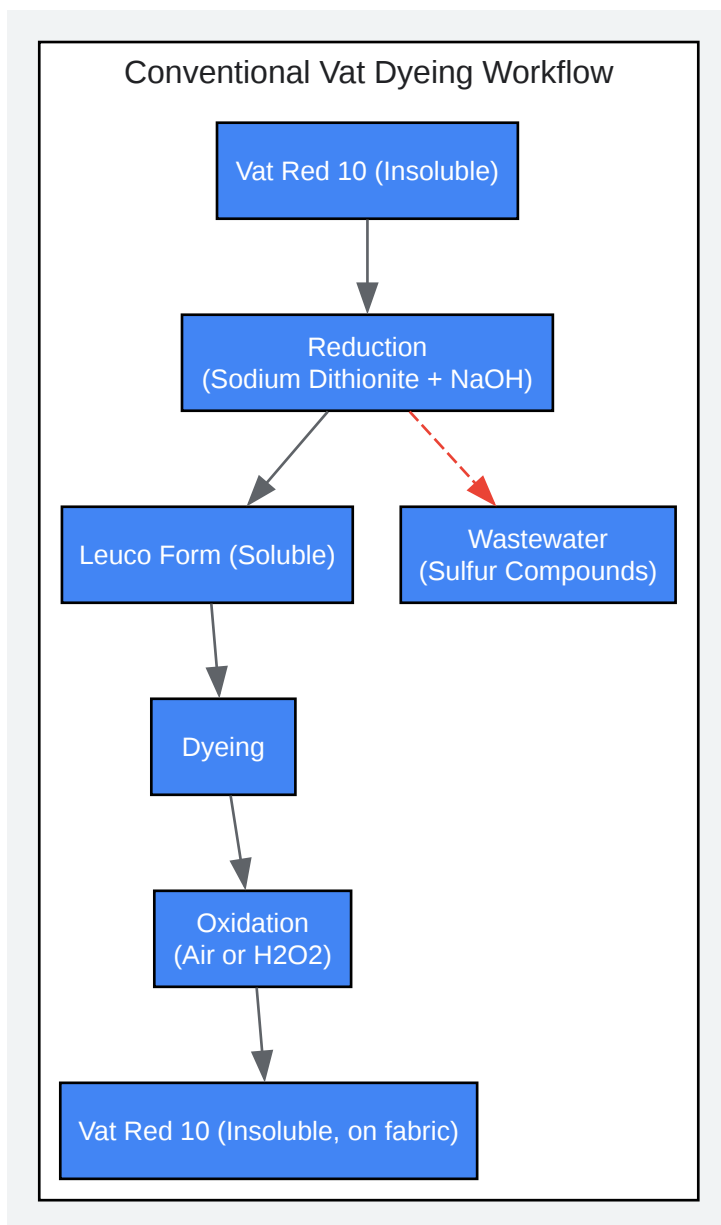 Conventional Vat Dyeing Workflow
Vat Red 10 (Insoluble)
Reduction
(Sodium Dithionite + NaOH)
Leuco Form (Soluble)
Wastewater
(Sulfur Compounds)
Dyeing
Oxidation
(Air or H2O2)
Vat Red 10 (Insoluble, on fabric)